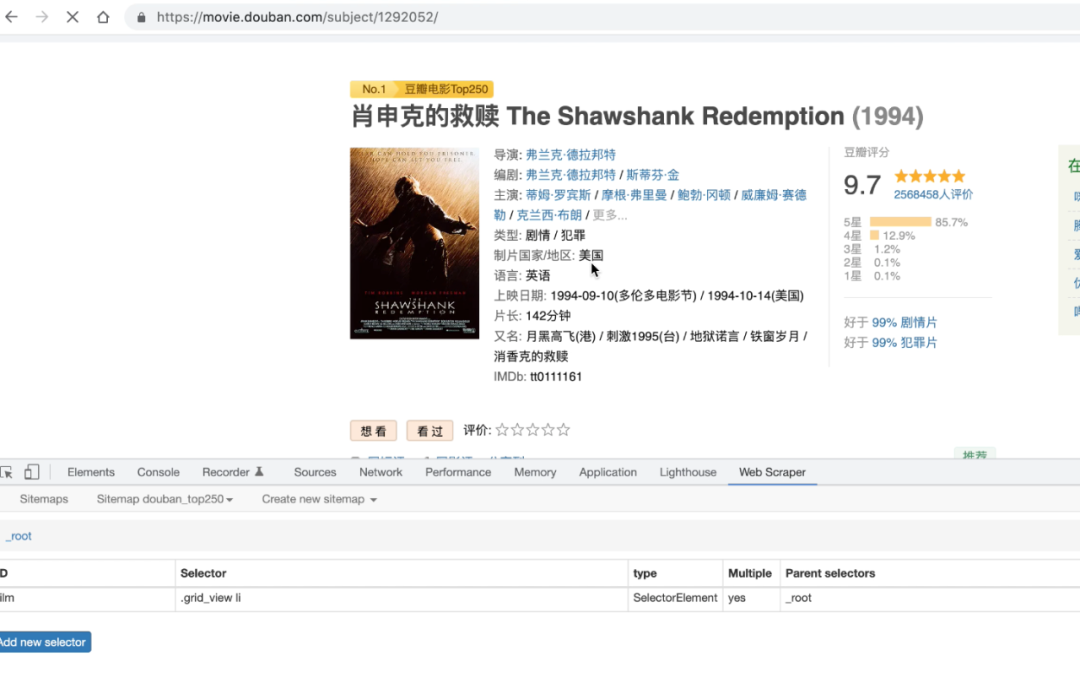 https://movie.douban.com/subject/1292052/
No.1 豆瓣电影Top250
肖申克的救赎 The Shawshank Redemption (1994)
导演: 弗兰克·德拉邦特
编剧: 弗兰克·德拉邦特 / 斯蒂芬·金
主演: 蒂姆·罗宾斯 / 摩根·弗里曼 / 鲍勃·冈顿 / 威廉姆·赛德
勒 / 克兰西·布朗 / 更多...
类型: 剧情 / 犯罪
制片国家/地区: 美国
语言: 英语
上映日期: 1994-09-10(多伦多电影节) / 1994-10-14(美国)
片长: 142分钟
又名: 月黑高飞(港) / 刺激1995(台) / 地狱诺言 / 铁窗岁月 /
消香克的救赎
IMDb: tt0111161
SHAWSHANK
REDEMPTION
豆瓣评分
9.7
2568458人评价
5星 85.7%
4星 12.9%
3星 1.2%
2星 0.1%
1星 0.1%
好于 99% 剧情片
好于 99% 犯罪片
想看 看过 评价:
推荐
Elements Console Recorder Sources Network Performance Memory Application Lighthouse Web Scraper
Sitemaps Sitemap douban_top250 Create new sitemap
_root
Selector type Multiple Parent selectors
.grid_view li SelectorElement yes _root
Add new selector